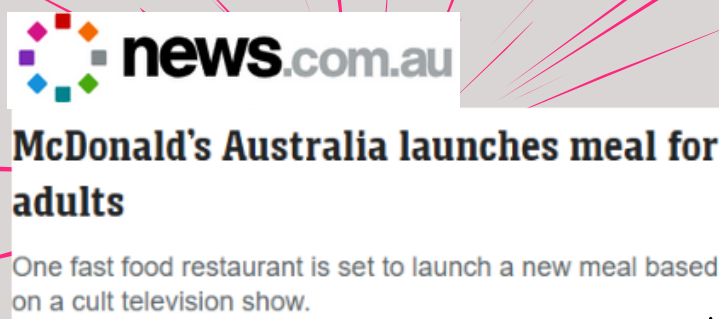 news.com.au
McDonald's Australia launches meal for
adults
One fast food restaurant is set to launch a new meal based
on a cult television show.